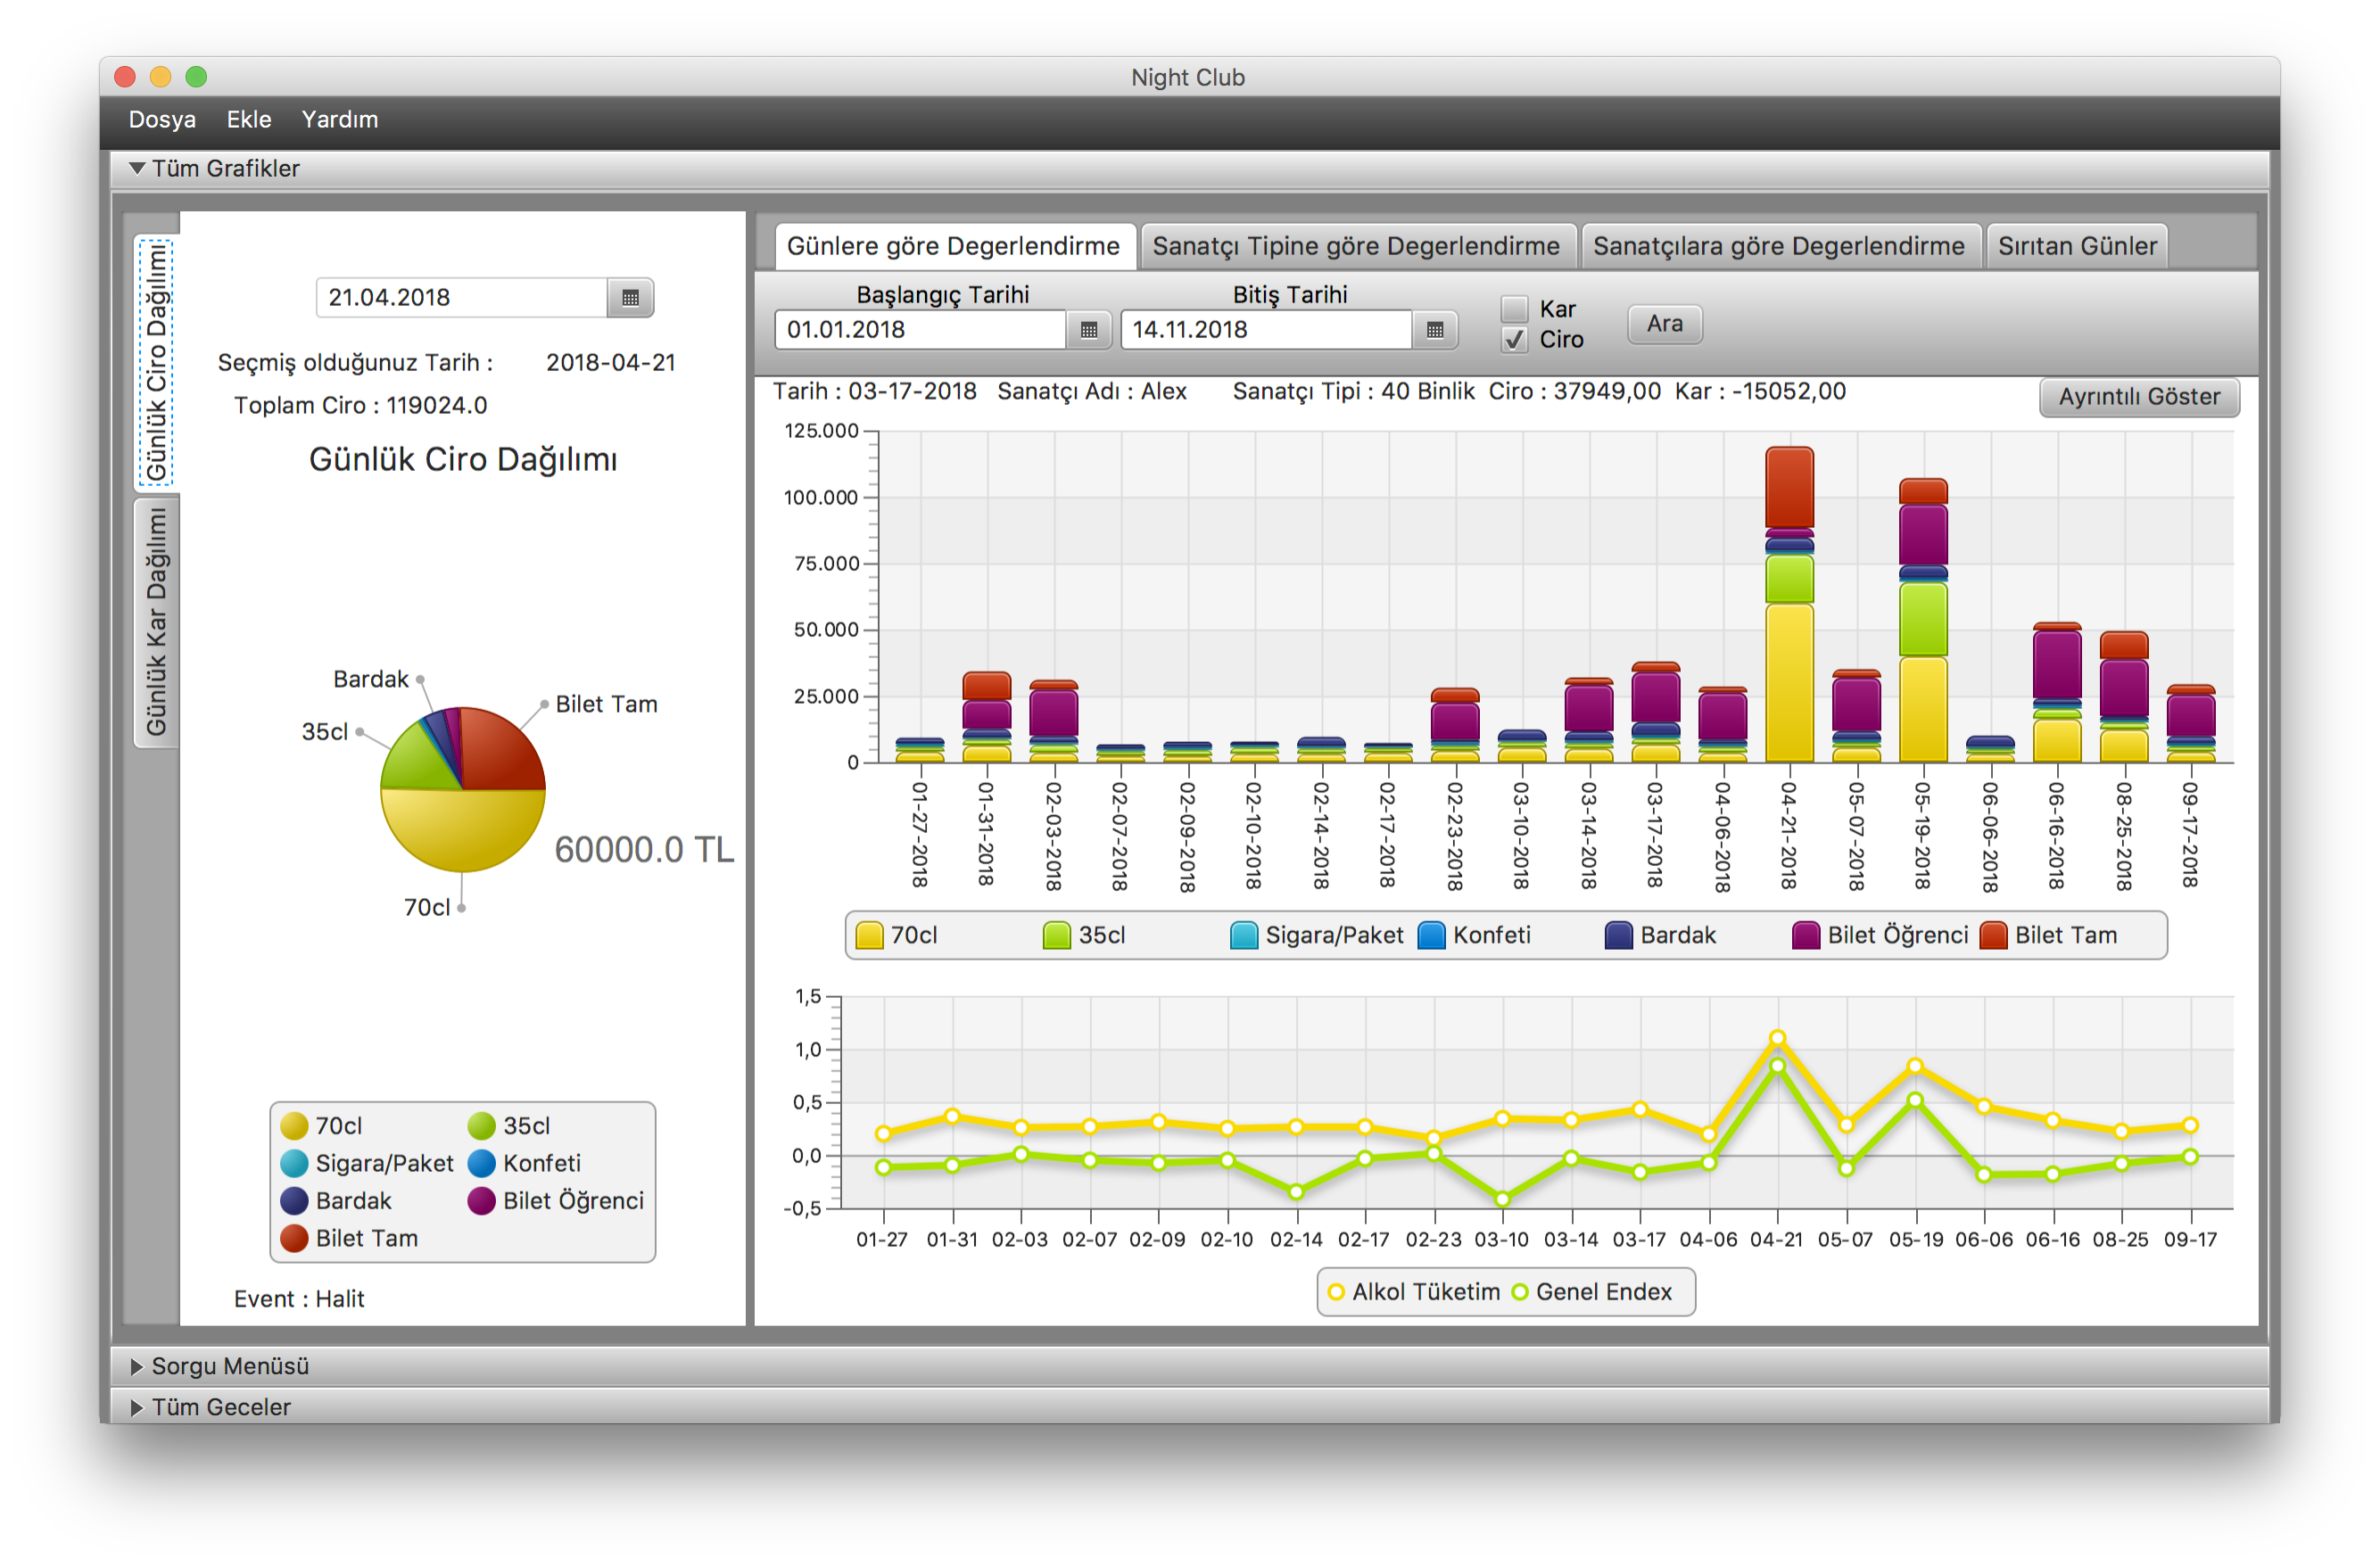 Night Club
Dosya Ekle Yardım
Tüm Grafikler
Günlük Ciro Dağılımı
Günlük Kar Dağılımı
21.04.2018
Seçmiş olduğunuz Tarih : 2018-04-21
Toplam Ciro : 119024.0
Günlük Ciro Dağılımı
Bardak
Bilet Tam
35cl
60000.0 TL
70cl
70cl 35cl
Sigara/Paket Konfeti
Bardak Bilet Öğrenci
Bilet Tam
Event : Halit
Günlere göre Degerlendirme Sanatçı Tipine göre Degerlendirme Sanatçılara göre Degerlendirme Sırıtan Günler
Başlangıç Tarihi Bitiş Tarihi
01.01.2018 14.11.2018
Kar
Ciro
Ara
Tarih : 03-17-2018 Sanatçı Adı : Alex Sanatçı Tipi : 40 Binlik Ciro : 37949,00 Kar : -15052,00
Ayrıntılı Göster
125.000
100.000
75.000
50.000
25.000
0
01-27-2018 01-31-2018 02-03-2018 02-07-2018 02-09-2018 02-10-2018 02-14-2018 02-17-2018 02-23-2018 03-10-2018 03-14-2018 03-17-2018 04-06-2018 04-21-2018 05-07-2018 05-19-2018 06-06-2018 06-16-2018 08-25-2018 09-17-2018
70cl 35cl Sigara/Paket Konfeti Bardak Bilet Öğrenci Bilet Tam
1,5
1,0
0,5
0,0
-0,5
01-27 01-31 02-03 02-07 02-09 02-10 02-14 02-17 02-23 03-10 03-14 03-17 04-06 04-21 05-07 05-19 06-06 06-16 08-25 09-17
Alkol Tüketim Genel Endex
Sorgu Menüsü
Tüm Geceler